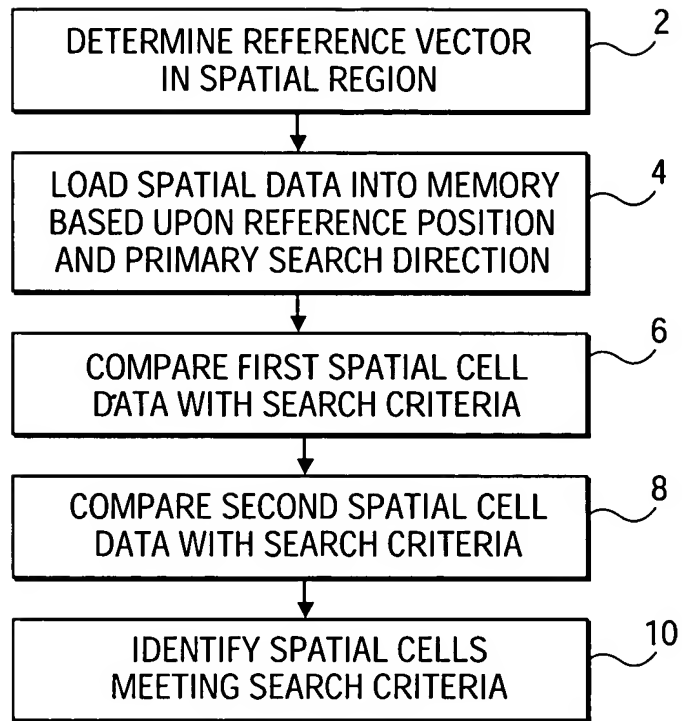 DETERMINE REFERENCE VECTOR
IN SPATIAL REGION
2
LOAD SPATIAL DATA INTO MEMORY
BASED UPON REFERENCE POSITION
AND PRIMARY SEARCH DIRECTION
4
COMPARE FIRST SPATIAL CELL
DATA WITH SEARCH CRITERIA
6
COMPARE SECOND SPATIAL CELL
DATA WITH SEARCH CRITERIA
8
IDENTIFY SPATIAL CELLS
MEETING SEARCH CRITERIA
10